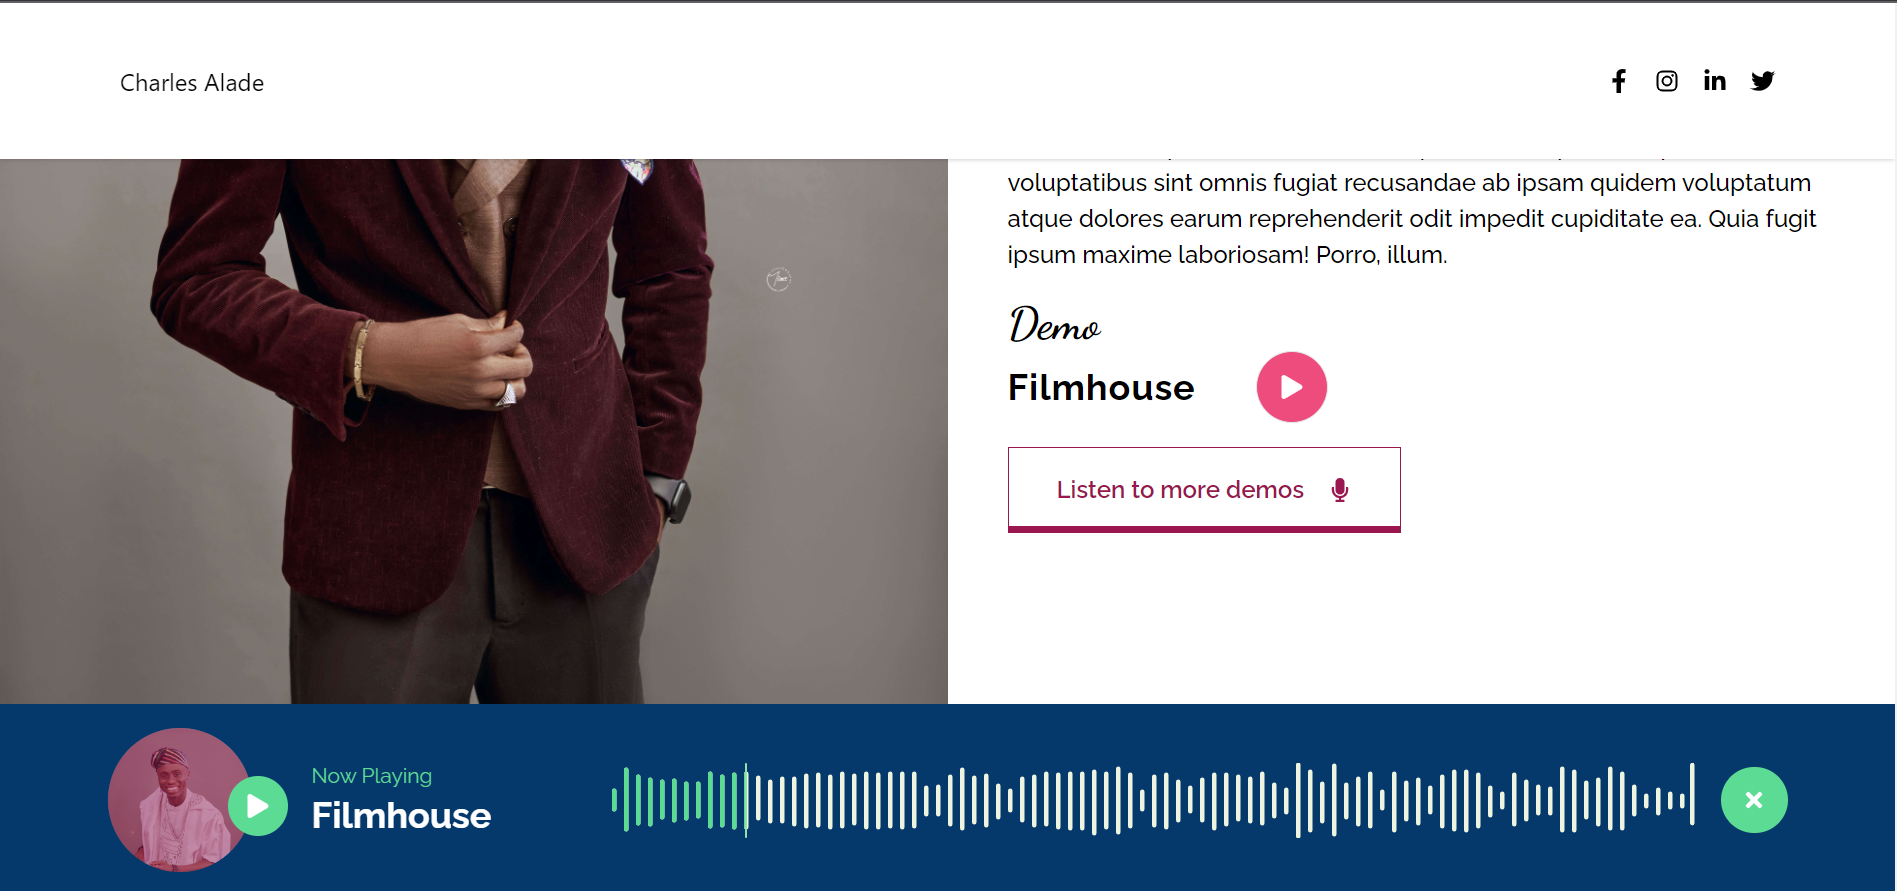 Charles Alade
voluptatibus sint omnis fugiat recusandae ab ipsam quidem voluptatum
atque dolores earum reprehenderit odit impedit cupiditate ea. Quia fugit
ipsum maxime laboriosam! Porro, illum.
Demo
Filmhouse
Listen to more demos
Now Playing
Filmhouse